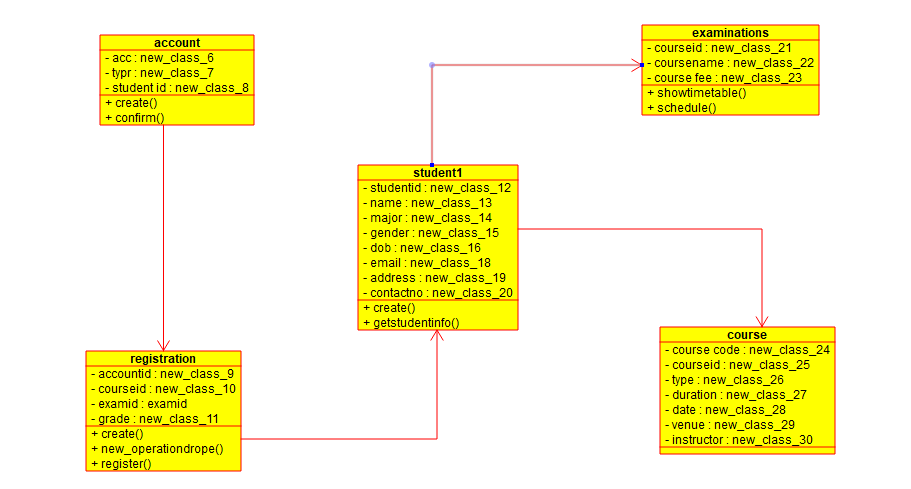 account
- acc : new_class_6
- typr : new_class_7
- student id : new_class_8
+ create()
+ confirm()
examinations
- courseid : new_class_21
- coursename : new_class_22
- course fee : new_class_23
+ showtimetable()
+ schedule()
student1
- studentid : new_class_12
- name : new_class_13
- major : new_class_14
- gender : new_class_15
- dob : new_class_16
- email : new_class_18
- address : new_class_19
- contactno : new_class_20
+ create()
+ getstudentinfo()
registration
- accountid : new_class_9
- courseid : new_class_10
- examid : examid
- grade : new_class_11
+ create()
+ new_operationdrope()
+ register()
course
- course code : new_class_24
- courseid : new_class_25
- type : new_class_26
- duration : new_class_27
- date : new_class_28
- venue : new_class_29
- instructor : new_class_30